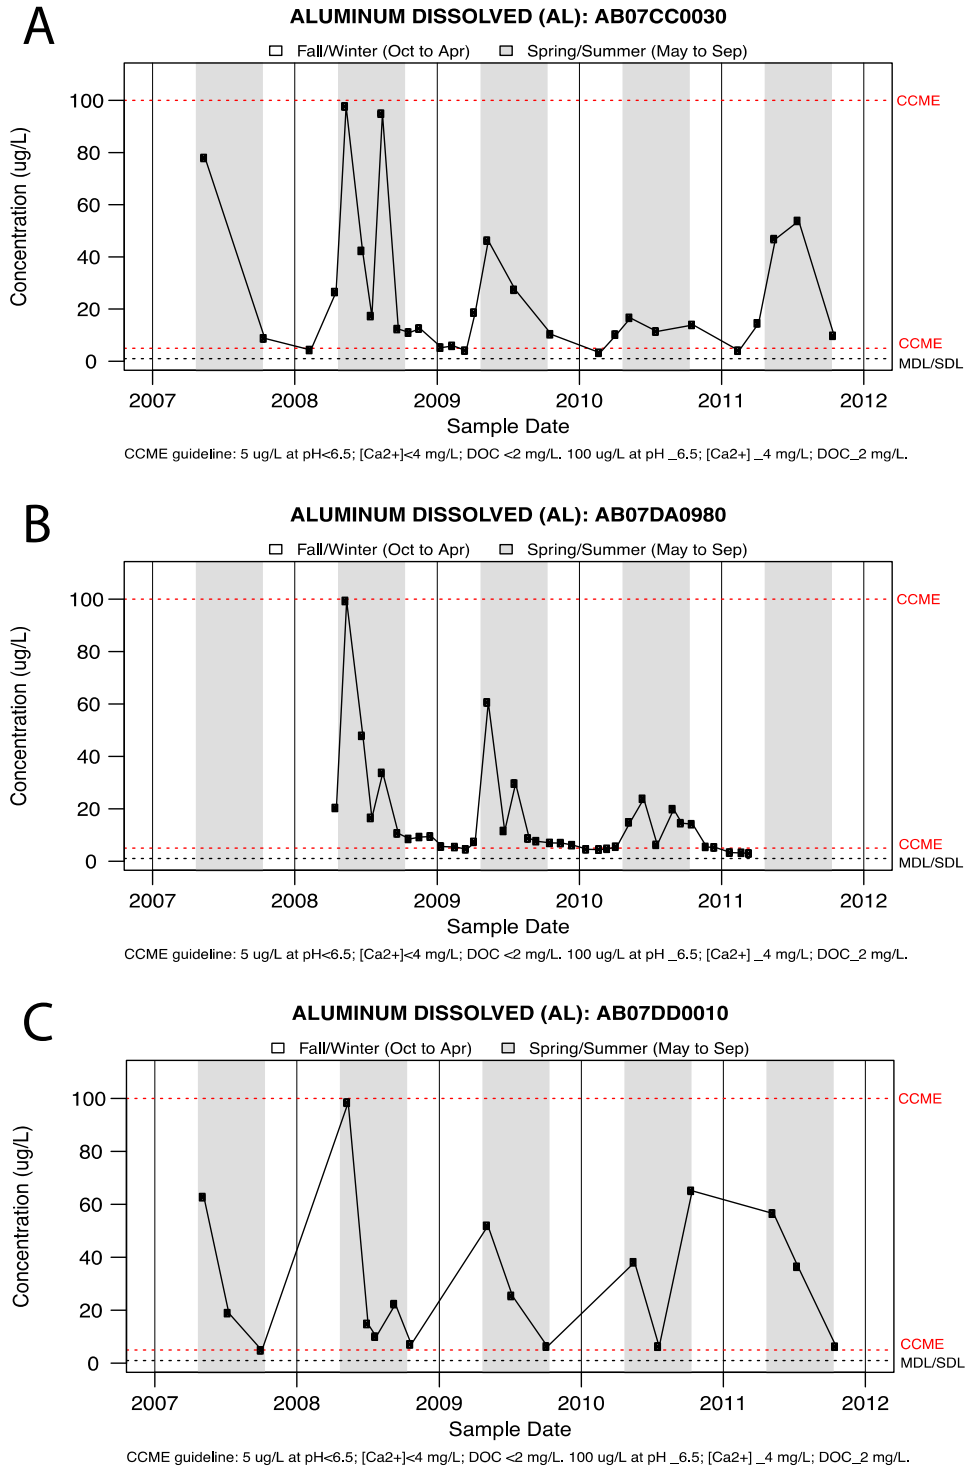 A
ALUMINUM DISSOLVED (AL): AB07CC0030
Fall/Winter (Oct to Apr) Spring/Summer (May to Sep)
Concentration (ug/L)
100
80
60
40
20
0
CCME
CCME
MDL/SDL
2007 2008 2009 2010 2011 2012
Sample Date
CCME guideline: 5 ug/L at pH<6.5; [Ca2+]<4 mg/L; DOC <2 mg/L. 100 ug/L at pH _6.5; [Ca2+] _4 mg/L; DOC_2 mg/L.
B
ALUMINUM DISSOLVED (AL): AB07DA0980
Fall/Winter (Oct to Apr) Spring/Summer (May to Sep)
Concentration (ug/L)
100
80
60
40
20
0
CCME
CCME
MDL/SDL
2007 2008 2009 2010 2011 2012
Sample Date
CCME guideline: 5 ug/L at pH<6.5; [Ca2+]<4 mg/L; DOC <2 mg/L. 100 ug/L at pH _6.5; [Ca2+] _4 mg/L; DOC_2 mg/L.
C
ALUMINUM DISSOLVED (AL): AB07DD0010
Fall/Winter (Oct to Apr) Spring/Summer (May to Sep)
Concentration (ug/L)
100
80
60
40
20
0
CCME
CCME
MDL/SDL
2007 2008 2009 2010 2011 2012
Sample Date
CCME guideline: 5 ug/L at pH<6.5; [Ca2+]<4 mg/L; DOC <2 mg/L. 100 ug/L at pH _6.5; [Ca2+] _4 mg/L; DOC_2 mg/L.